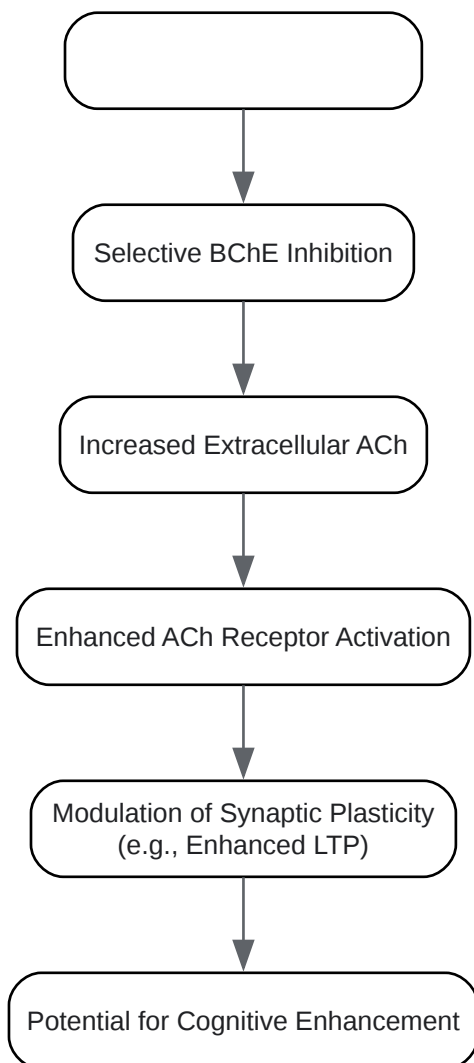 Selective BChE Inhibition
Increased Extracellular ACh
Enhanced ACh Receptor Activation
Modulation of Synaptic Plasticity
(e.g., Enhanced LTP)
Potential for Cognitive Enhancement